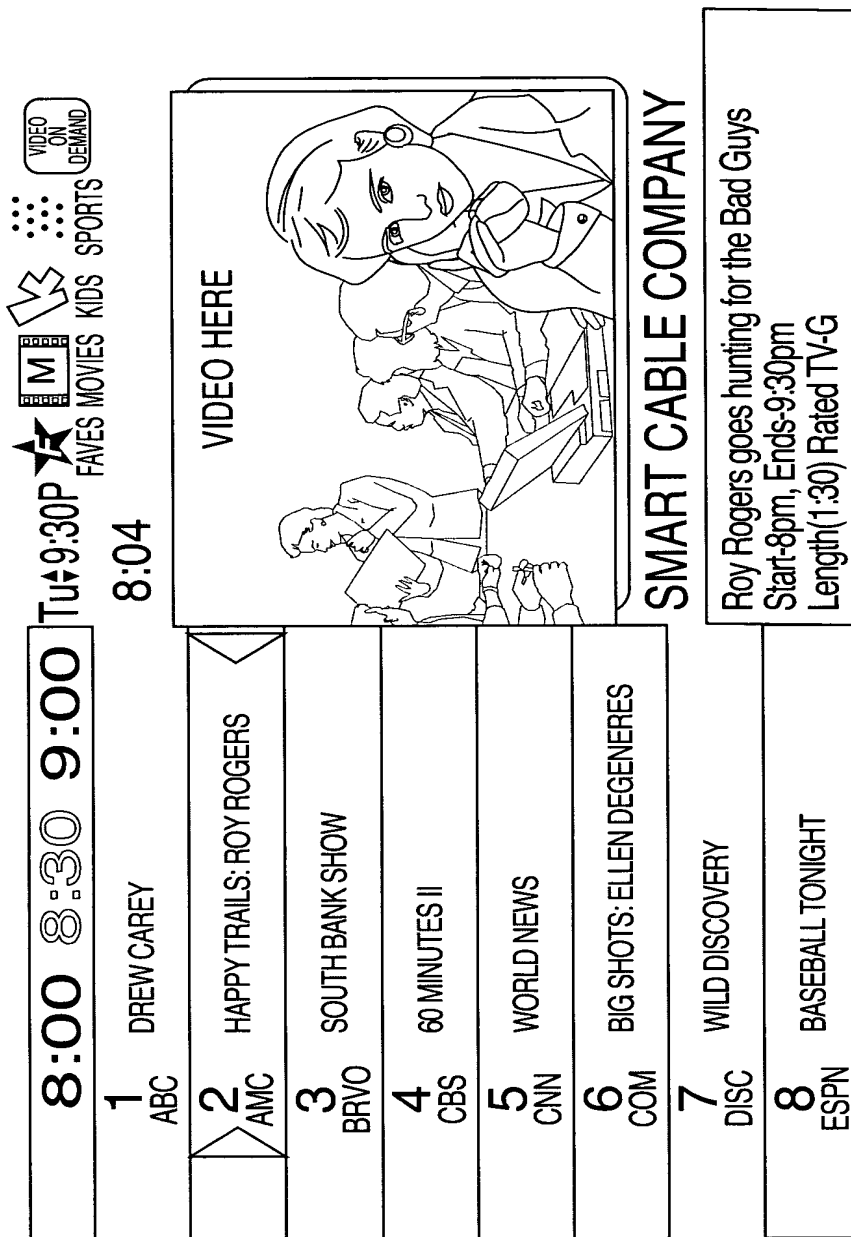 8:00 8:30 9:00 Tu 9:30P
FAVES MOVIES KIDS SPORTS
M
VIDEO
ON
DEMAND
8:04
1
ABC
DREW CAREY
2
AMC
HAPPY TRAILS: ROY ROGERS
3
BRVO
SOUTH BANK SHOW
4
CBS
60 MINUTES II
5
CNN
WORLD NEWS
6
COM
BIG SHOTS: ELLEN DEGENERES
7
DISC
WILD DISCOVERY
8
ESPN
BASEBALL TONIGHT
VIDEO HERE
SMART CABLE COMPANY
Roy Rogers goes hunting for the Bad Guys
Start-8pm, Ends-9:30pm
Length(1:30) Rated TV-G